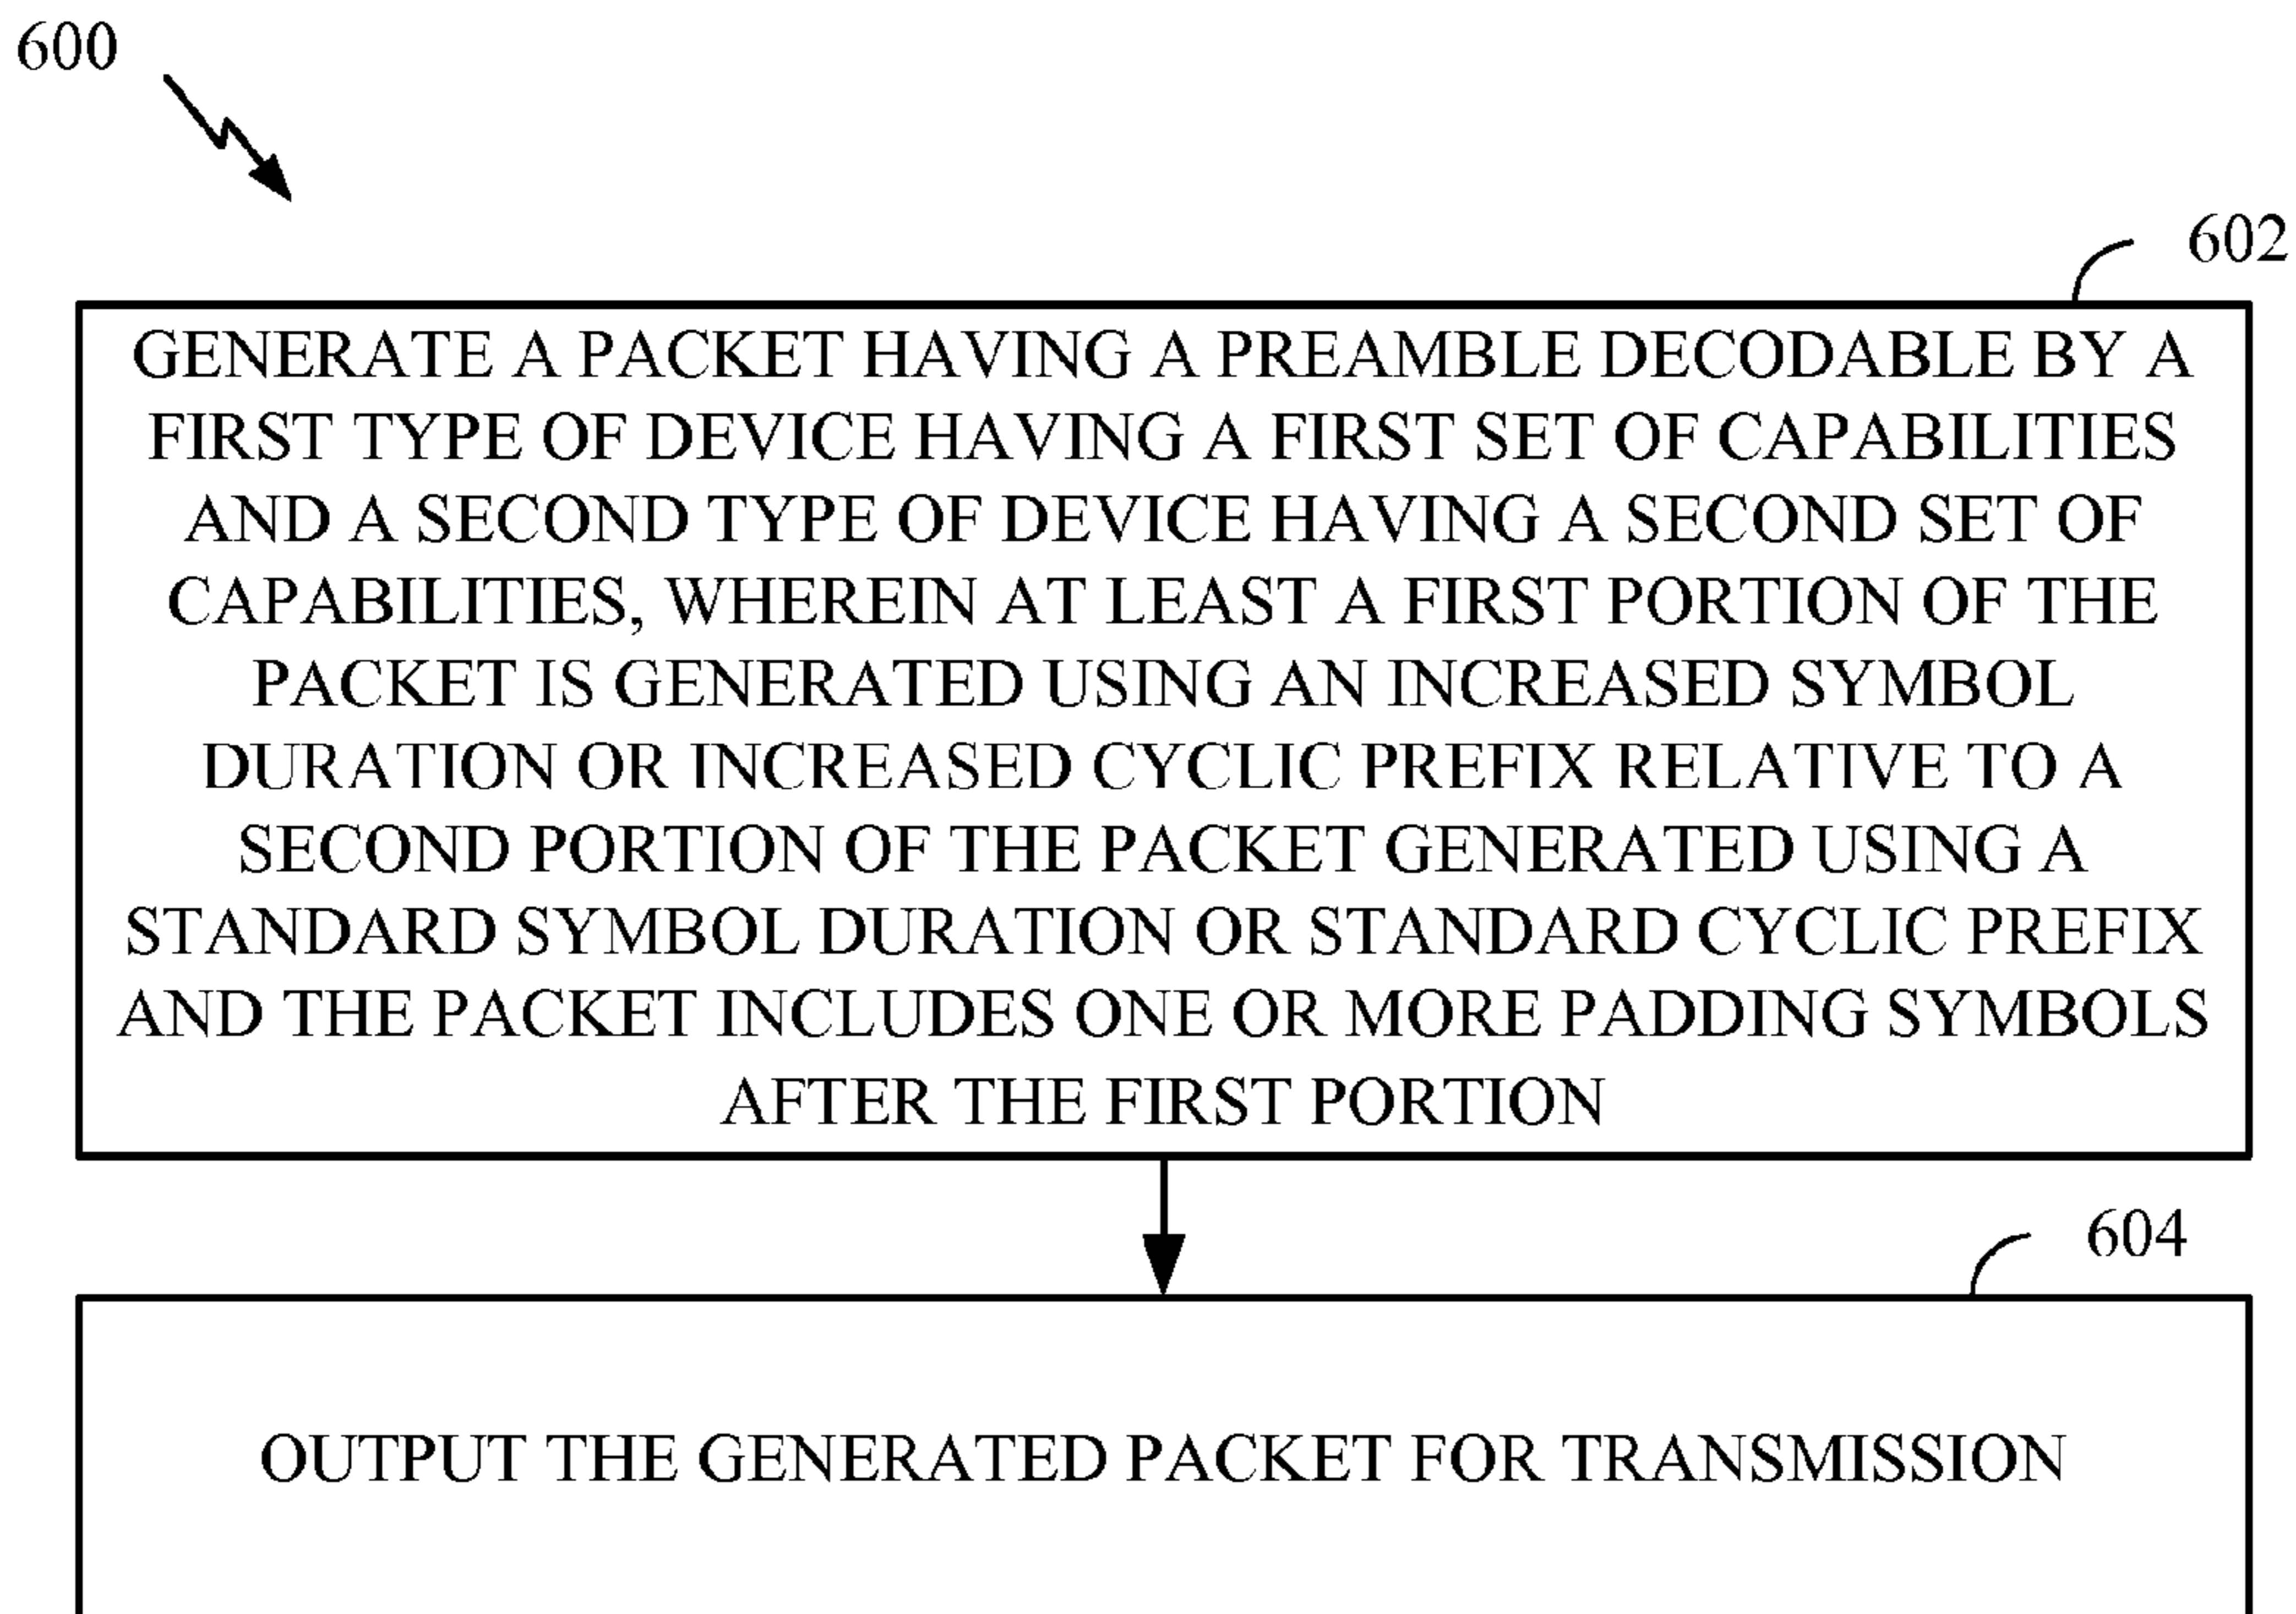 600
602
GENERATE A PACKET HAVING A PREAMBLE DECODABLE BY A
FIRST TYPE OF DEVICE HAVING A FIRST SET OF CAPABILITIES
AND A SECOND TYPE OF DEVICE HAVING A SECOND SET OF
CAPABILITIES, WHEREIN AT LEAST A FIRST PORTION OF THE
PACKET IS GENERATED USING AN INCREASED SYMBOL
DURATION OR INCREASED CYCLIC PREFIX RELATIVE TO A
SECOND PORTION OF THE PACKET GENERATED USING A
STANDARD SYMBOL DURATION OR STANDARD CYCLIC PREFIX
AND THE PACKET INCLUDES ONE OR MORE PADDING SYMBOLS
AFTER THE FIRST PORTION
604
OUTPUT THE GENERATED PACKET FOR TRANSMISSION